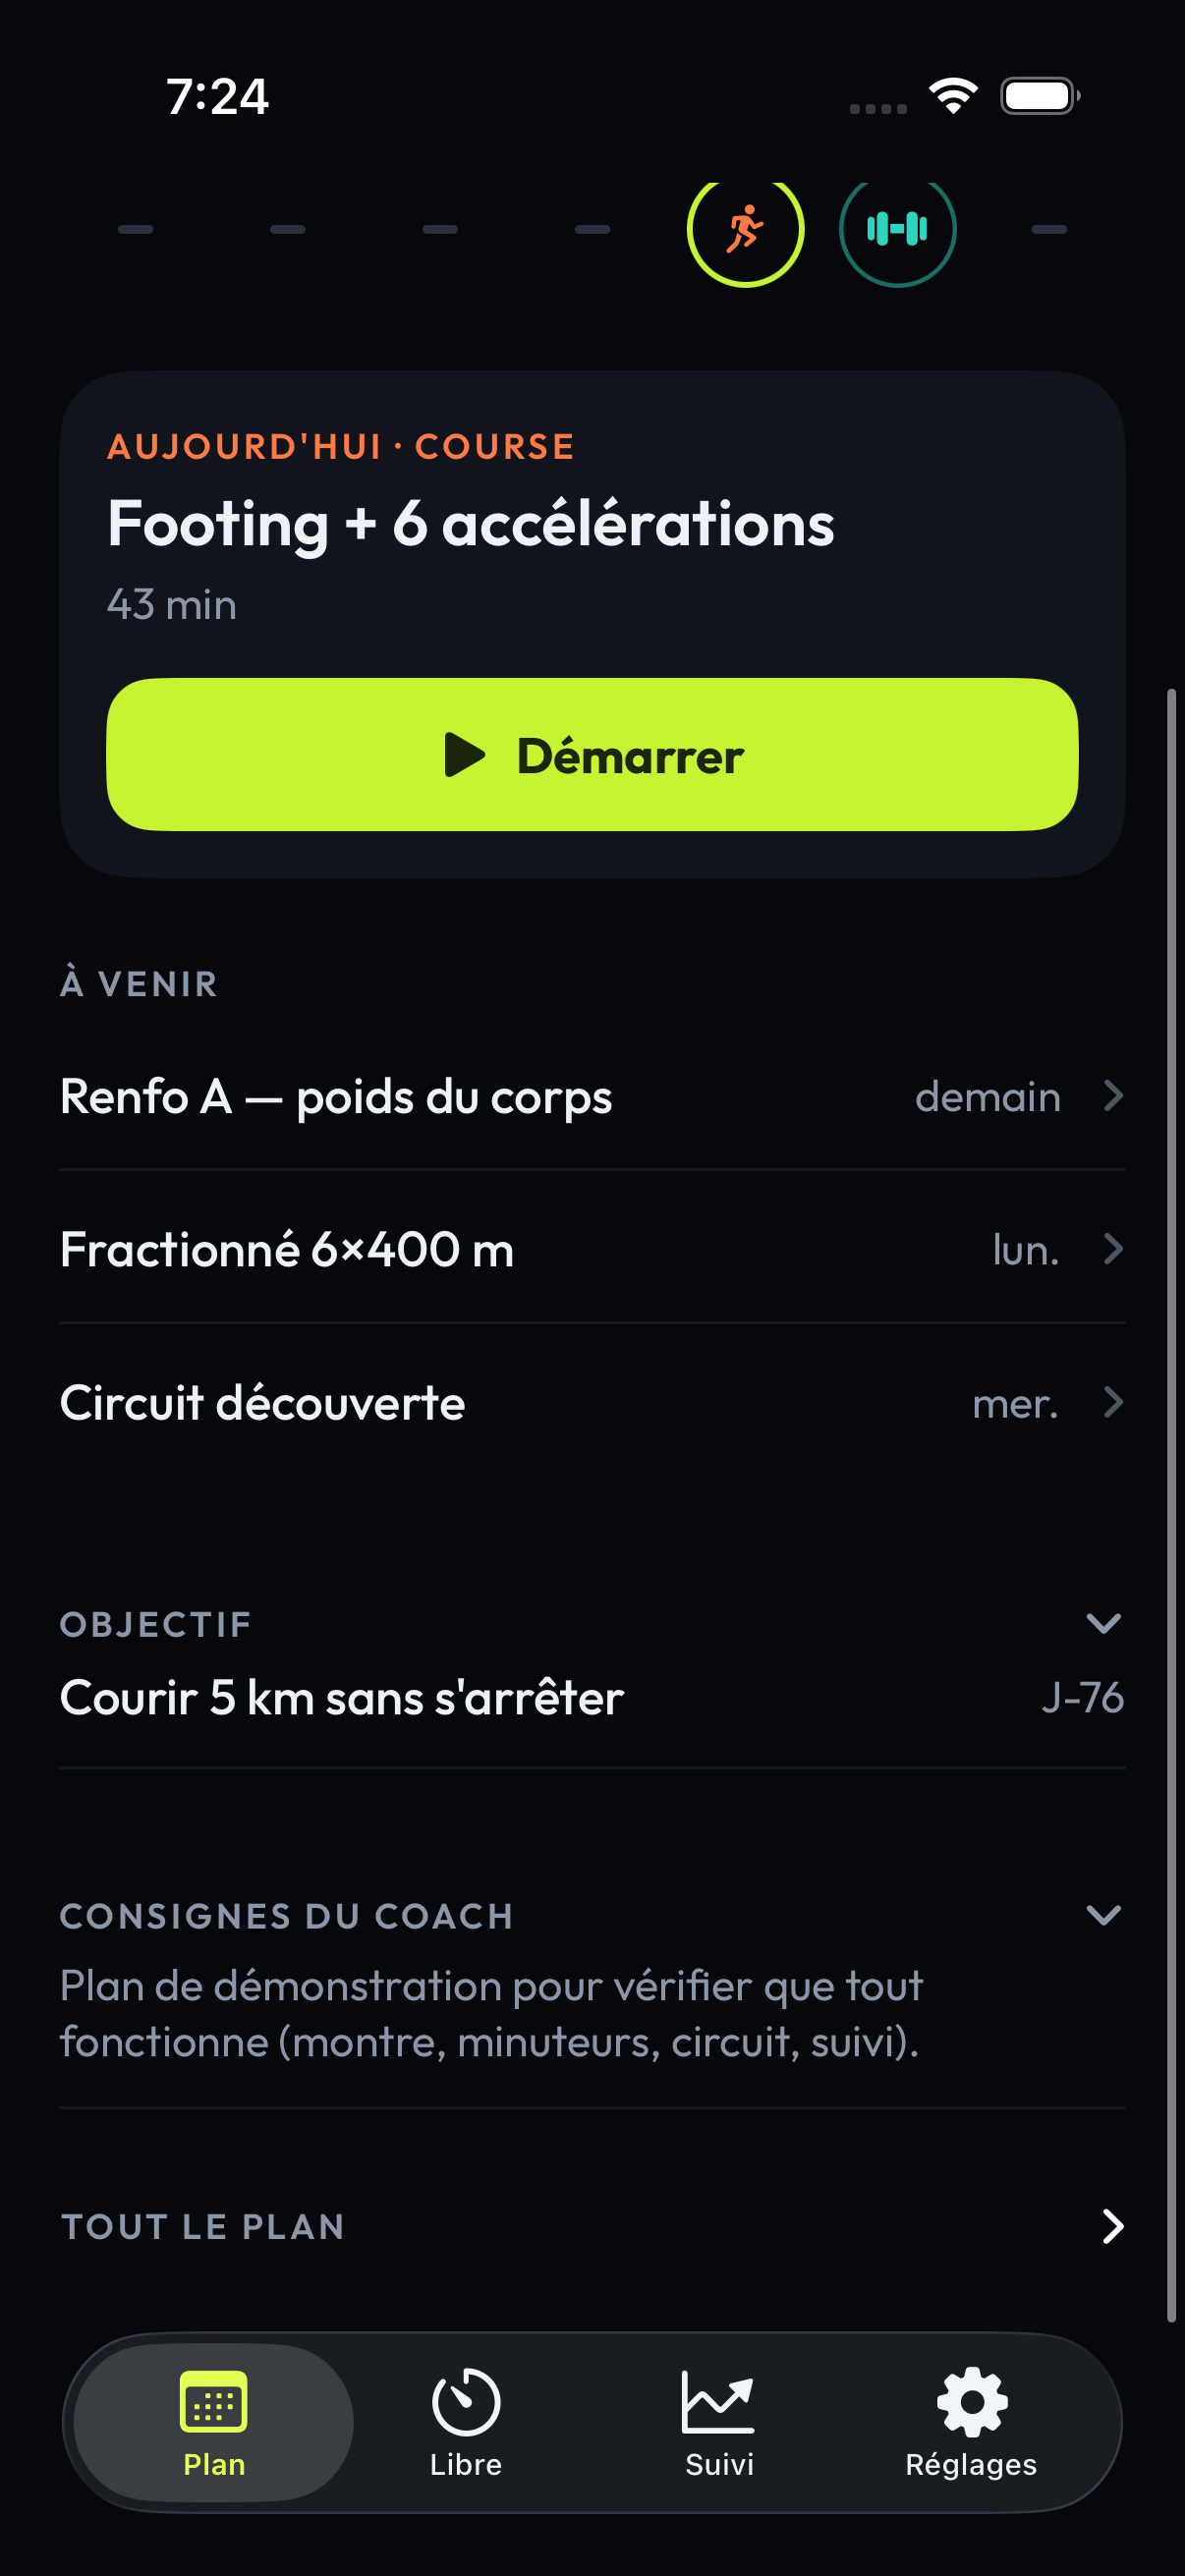 7:24
AUJOURD'HUI · COURSE
Footing + 6 accélérations
43 min
Démarrer
À VENIR
Renfo A — poids du corps
demain
Fractionné 6×400 m
lun.
Circuit découverte
mer.
OBJECTIF
Courir 5 km sans s'arrêter
J-76
CONSIGNES DU COACH
Plan de démonstration pour vérifier que tout
fonctionne (montre, minuteurs, circuit, suivi).
TOUT LE PLAN
Plan
Libre
Suivi
Réglages